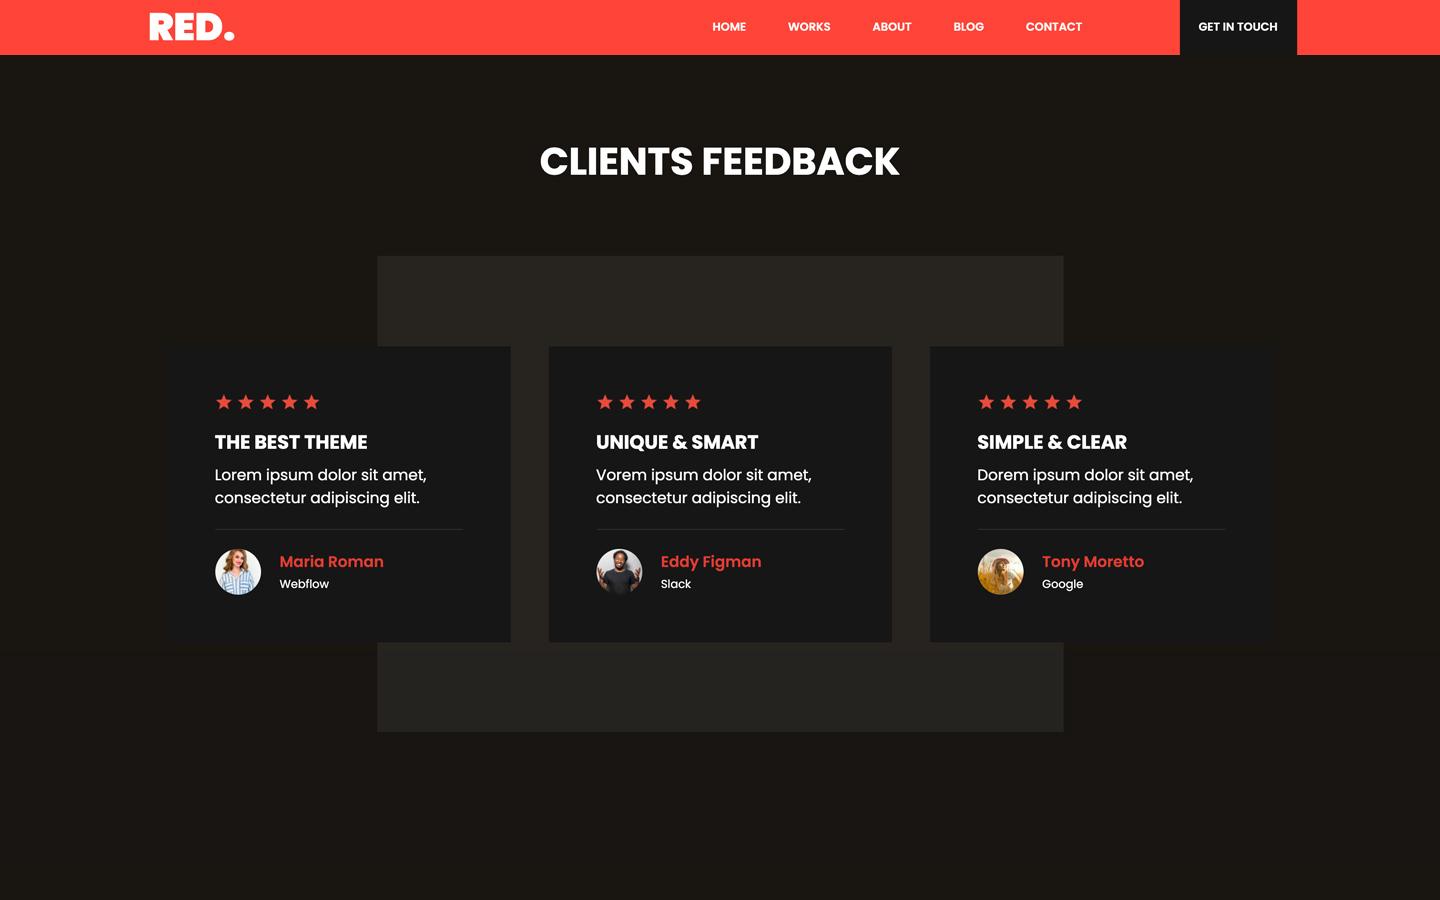 RED.
HOME
WORKS
ABOUT
BLOG
CONTACT
GET IN TOUCH
CLIENTS FEEDBACK
THE BEST THEME
Lorem ipsum dolor sit amet,
consectetur adipiscing elit.
Maria Roman
Webflow
UNIQUE & SMART
Vorem ipsum dolor sit amet,
consectetur adipiscing elit.
Eddy Figman
Slack
SIMPLE & CLEAR
Dorem ipsum dolor sit amet,
consectetur adipiscing elit.
Tony Moretto
Google